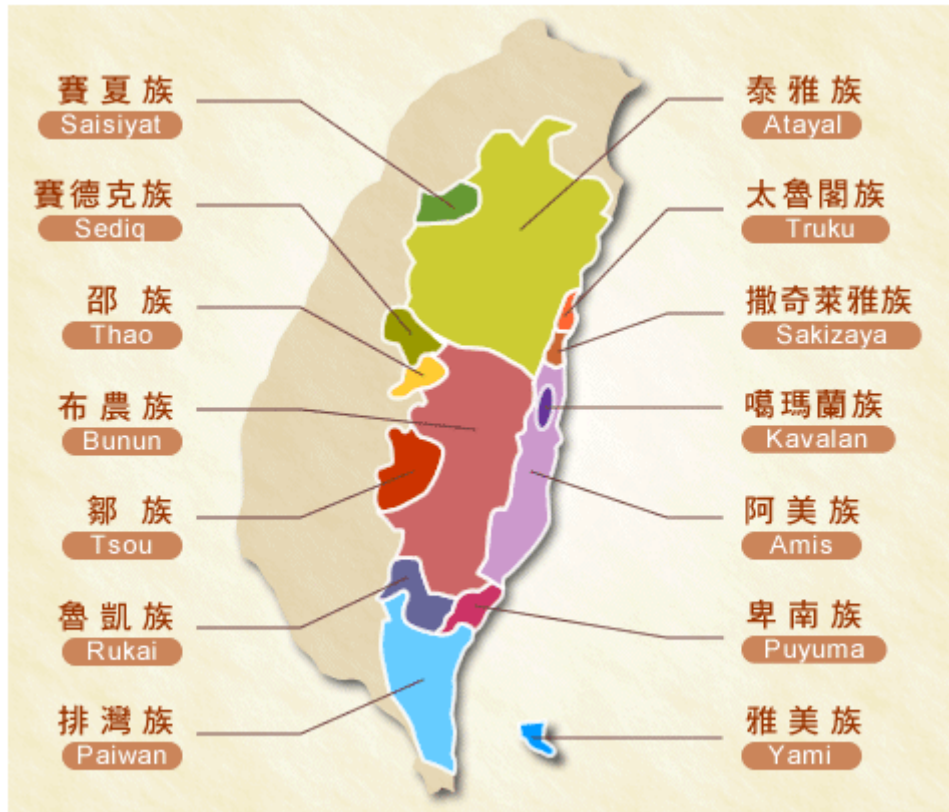 賽夏族
Saisiyat
賽德克族
Sediq
邵族
Thao
布農族
Bunun
鄒族
Tsou
魯凱族
Rukai
排灣族
Paiwan
泰雅族
Atayal
太魯閣族
Truku
撒奇萊雅族
Sakizaya
噶瑪蘭族
Kavalan
阿美族
Amis
卑南族
Puyuma
雅美族
Yami